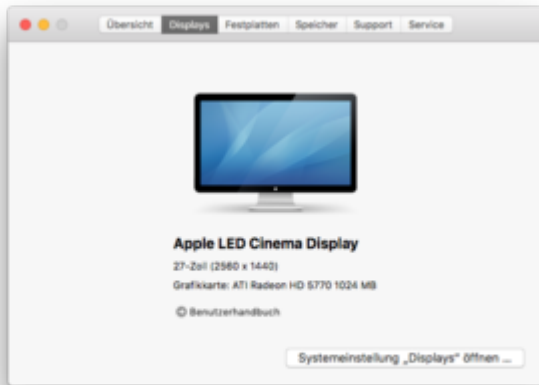 Übersicht Displays Festplatten Speicher Support Service
Apple LED Cinema Display
27-Zoll (2560 x 1440)
Grafikkarte: ATI Radeon HD 5770 1024 MB
Benutzerhandbuch
Systemeinstellung „Displays“ öffnen ...